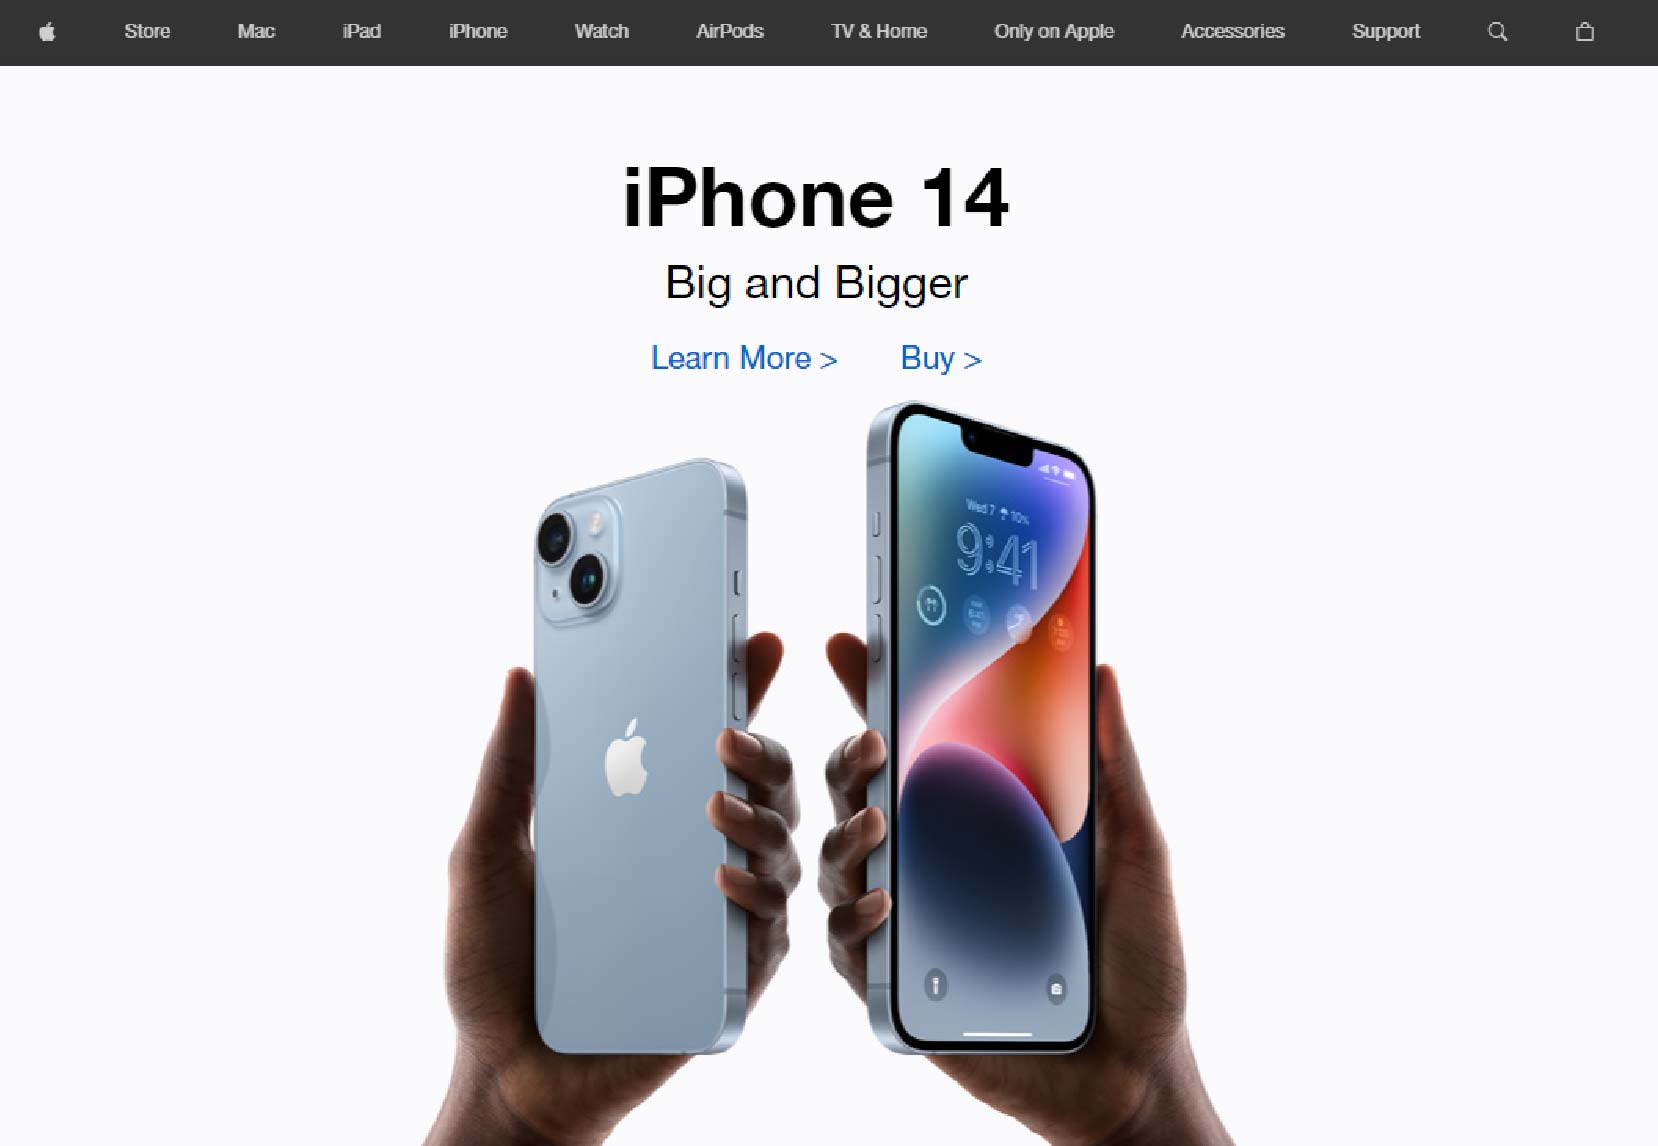 Store Mac iPad iPhone Watch AirPods TV & Home Only on Apple Accessories Support
iPhone 14
Big and Bigger
Learn More > Buy >
Wed 7 10%
9:41